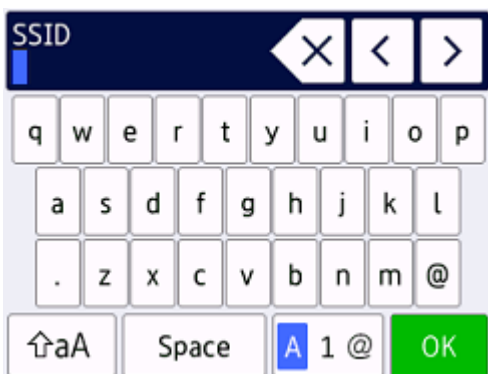 SSID
q w e r t y u i o p
a s d f g h j k l
. z x c v b n m @
aA Space A 1 @ OK